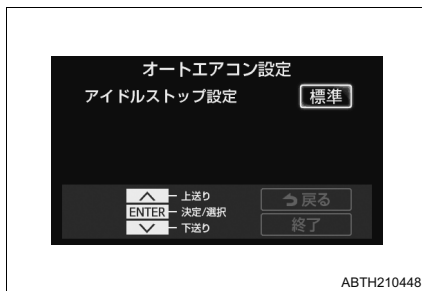 オートエアコン設定
アイドルストップ設定 標準
上送り
ENTER 決定/選択
下送り
戻る
終了
ABTH210448